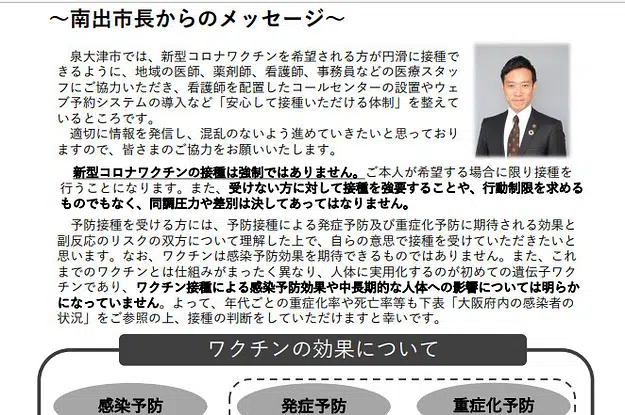 ～南出市長からのメッセージ～
泉大津市では、新型コロナワクチンを希望される方が円滑に接種で
きるように、地域の医師、薬剤師、看護師、事務員などの医療スタッ
フにご協力いただき、看護師を配置したコールセンターの設置やウェ
ブ予約システムの導入など「安心して接種いただける体制」を整えて
いるところです。
適切に情報を発信し、混乱のないよう進めていきたいと思っており
ますので、皆さまのご協力をお願いいたします。
新型コロナワクチンの接種は強制ではありません。ご本人が希望する場合に限り接種を
行うことになります。また、受けない方に対して接種を強要することや、行動制限を求める
ものでもなく、同調圧力や差別は決してあってはなりません。
予防接種を受ける方には、予防接種による発症予防及び重症化予防に期待される効果と
副反応のリスクの双方について理解した上で、自らの意思で接種を受けていただきたいと
思います。なお、ワクチンは感染予防効果を期待できるものではありません。また、これ
までのワクチンとは仕組みがまったく異なり、人体に実用化するのが初めての遺伝子ワク
チンであり、ワクチン接種による感染予防効果や中長期的な人体への影響については明らか
になっていません。よって、年代ごとの重症化率や死亡率等も下表「大阪府内の感染者の
状況」をご参照の上、接種の判断をしていただけますと幸いです。
ワクチンの効果について
感染予防 発症予防 重症化予防